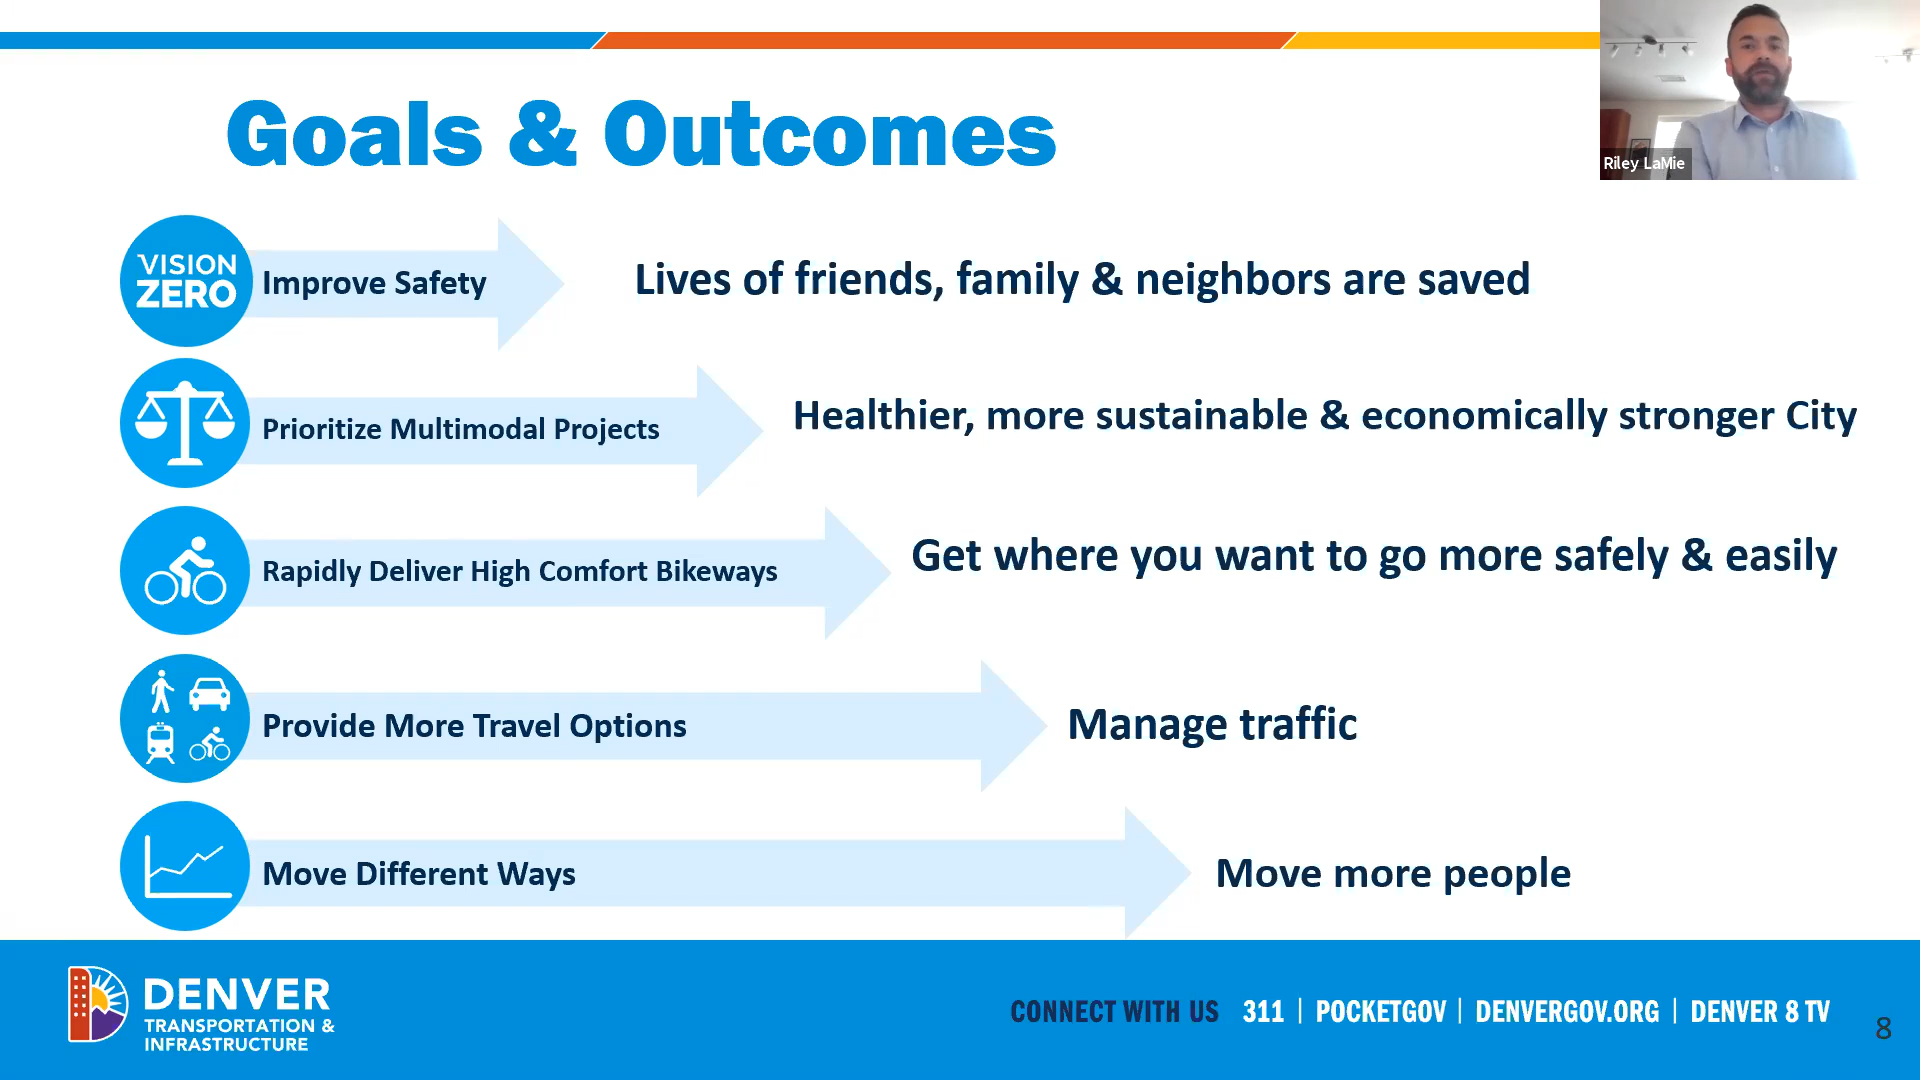 Goals & Outcomes
Riley LaMie
VISION
ZERO
Improve Safety
Lives of friends, family & neighbors are saved
Prioritize Multimodal Projects
Healthier, more sustainable & economically stronger City
Rapidly Deliver High Comfort Bikeways
Get where you want to go more safely & easily
Provide More Travel Options
Manage traffic
Move Different Ways
Move more people
DENVER
TRANSPORTATION &
INFRASTRUCTURE
CONNECT WITH US 311 | POCKETGOV | DENVERGOV.ORG | DENVER 8 TV
8